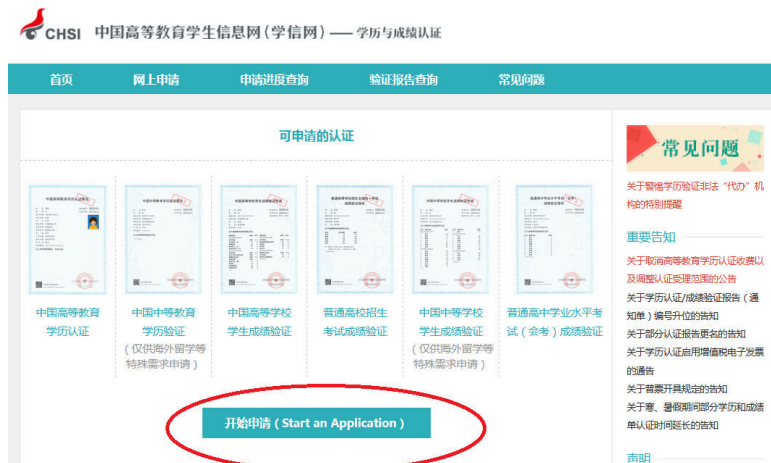 CHSI 中国高等教育学生信息网(学信网) —— 学历与成绩认证
首页 网上申请 申请进度查询 验证报告查询 常见问题
可申请的认证
中国高等教育
学历认证
中国中等教育
学历验证
(仅供海外留学等
特殊需求申请)
中国高等学校
学生成绩验证
普通高校招生
考试成绩验证
中国中等学校
学生成绩验证
(仅供海外留学等
特殊需求申请)
普通高中学业水平考
试(会考)成绩验证
开始申请 ( Start an Application )
常见问题
关于警惕学历验证非法“代办”机
构的特别提醒
重要告知
关于取消高等教育学历认证收费以
及调整认证受理范围的公告
关于学历认证/成绩验证报告(通
知单)编号升位的告知
关于部分认证报告更名的告知
关于学历认证启用增值税电子发票
的通告
关于普票开具规定的告知
关于寒、暑假期间部分学历和成绩
单认证时间延长的告知
声明